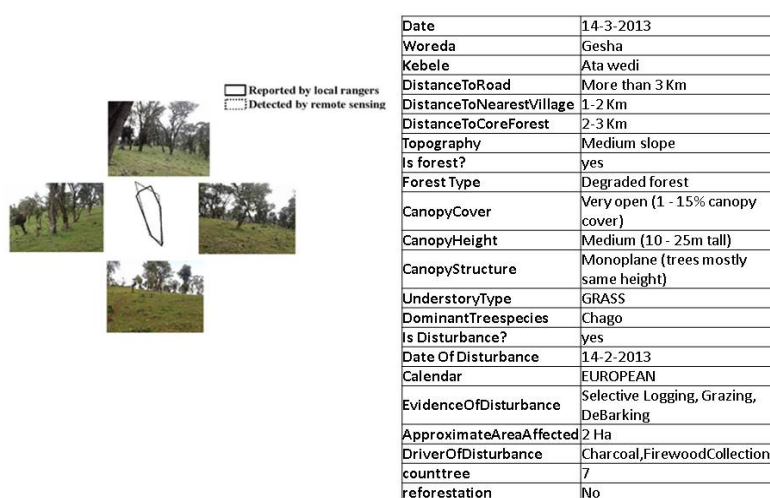 Reported by local rangers
Detected by remote sensing
Date 14-3-2013
Woreda Gesha
Kebele Ata wedi
DistanceToRoad More than 3 Km
DistanceToNearestVillage 1-2 Km
DistanceToCoreForest 2-3 Km
Topography Medium slope
Is forest? yes
Forest Type Degraded forest
CanopyCover Very open (1 - 15% canopy
cover)
CanopyHeight Medium (10 - 25m tall)
CanopyStructure Monoplane (trees mostly
same height)
UnderstoryType GRASS
DominantTreespecies Chago
Is Disturbance? yes
Date Of Disturbance 14-2-2013
Calendar EUROPEAN
EvidenceOfDisturbance Selective Logging, Grazing,
DeBarking
ApproximateAreaAffected 2 Ha
DriverOfDisturbance Charcoal,FirewoodCollection
counttree 7
reforestation No